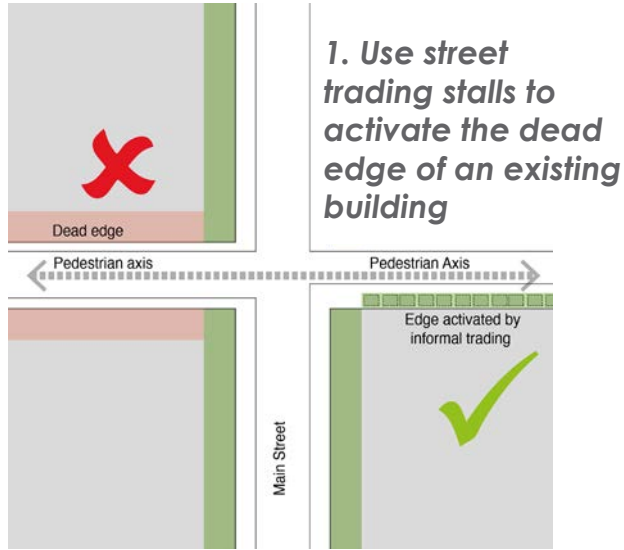 1. Use street
trading stalls to
activate the dead
edge of an existing
building
Dead edge
Pedestrian axis
Pedestrian Axis
Edge activated by
informal trading
Main Street